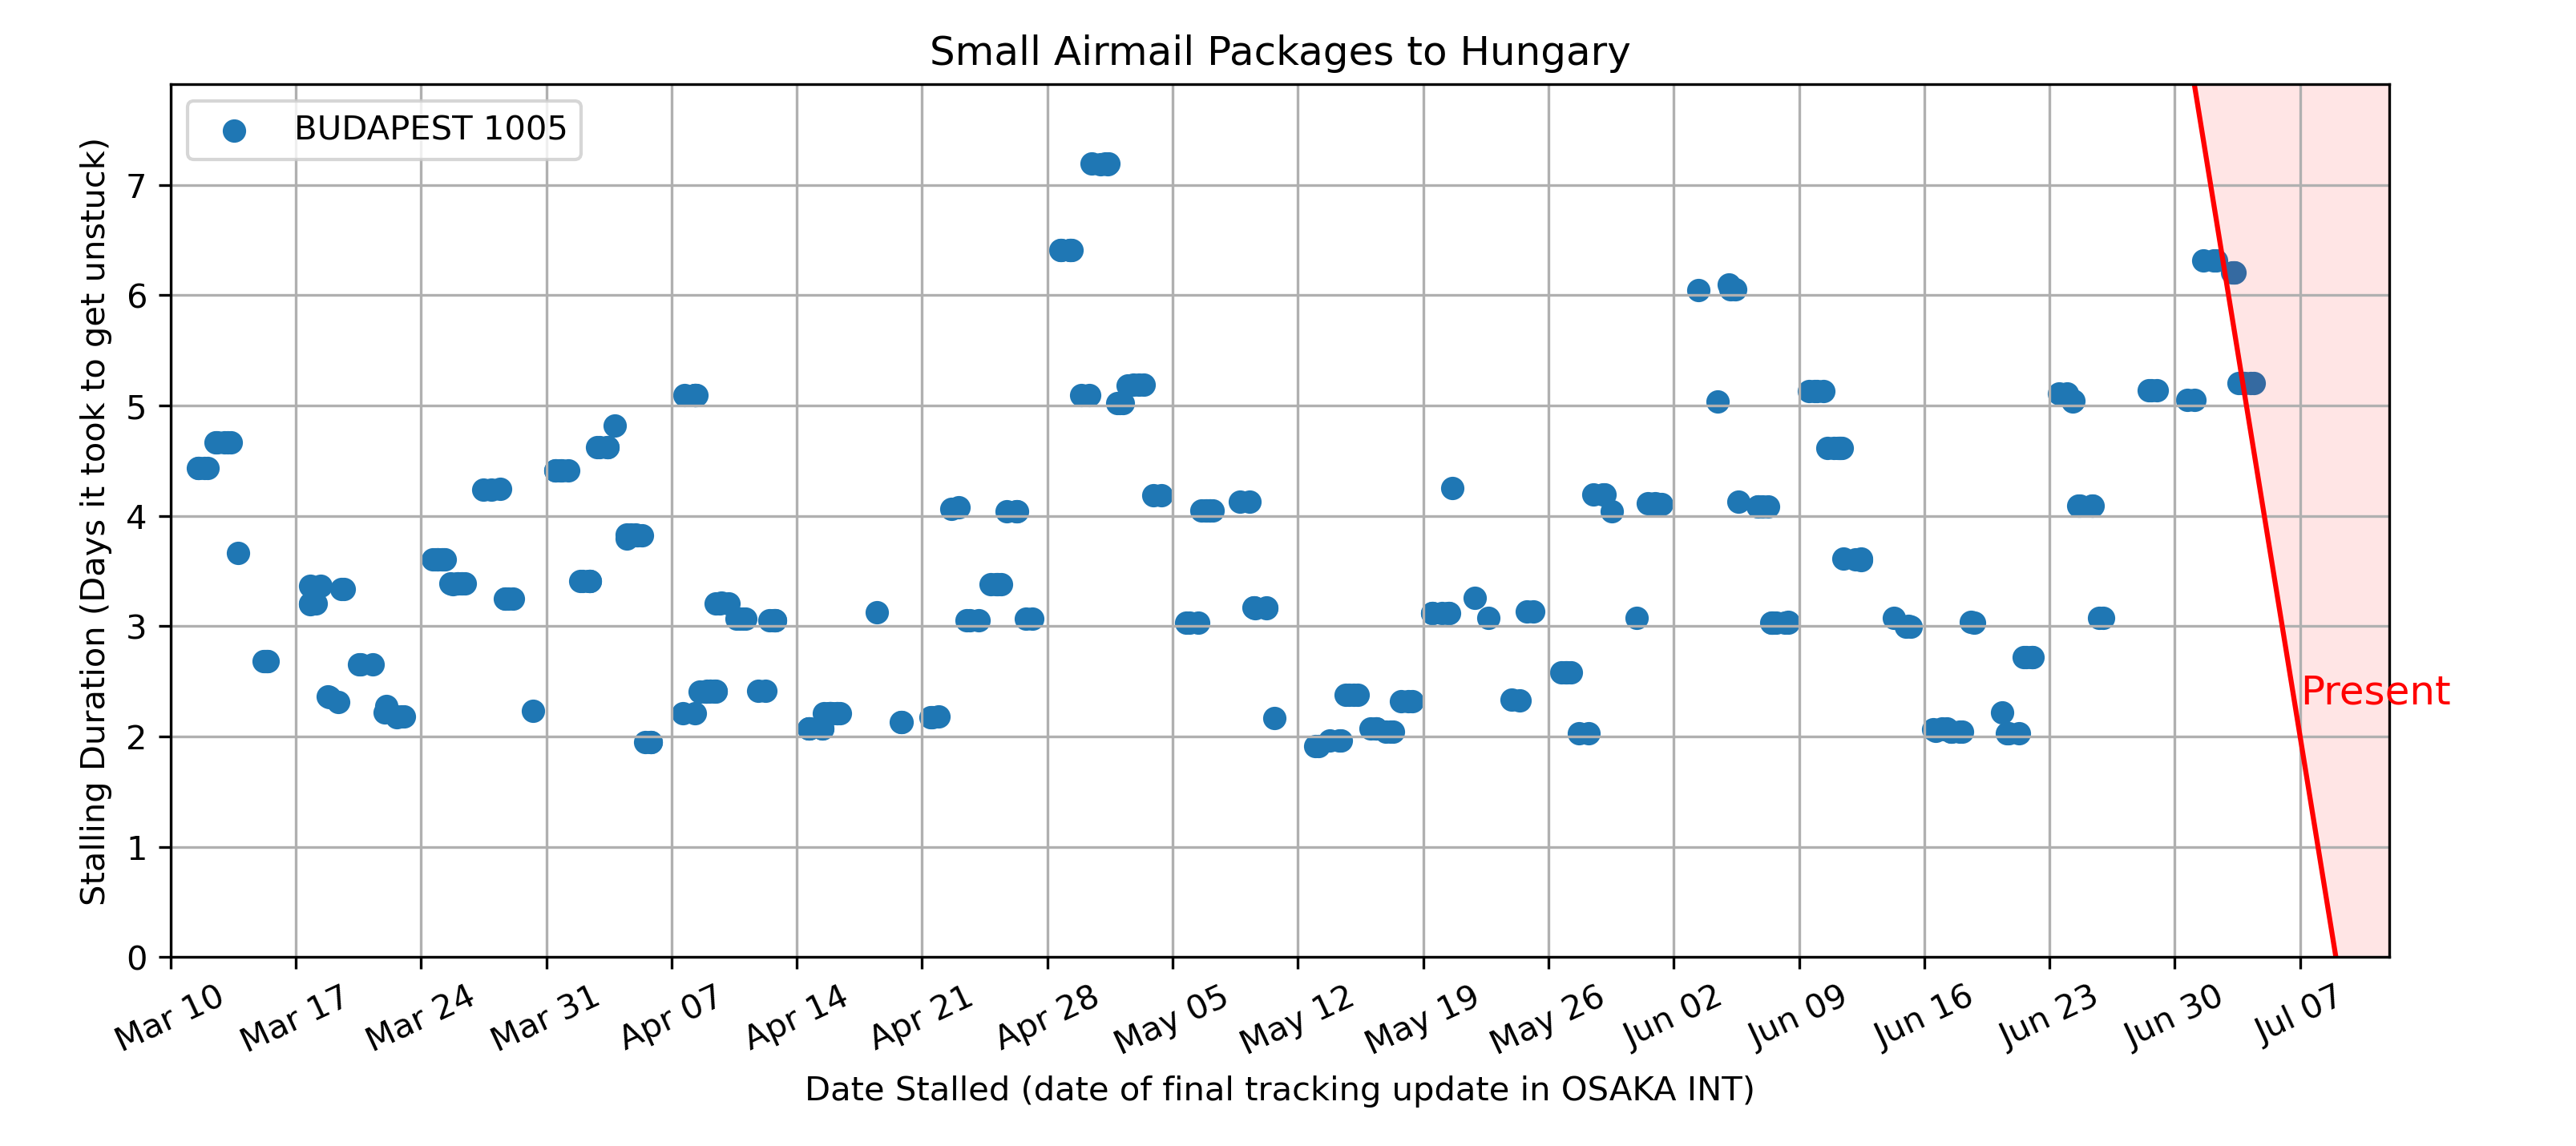 Small Airmail Packages to Hungary
BUDAPEST 1005
Stalling Duration (Days it took to get unstuck)
7
6
5
4
3
2
1
0
Present
Mar 10
Mar 17
Mar 24
Mar 31
Apr 07
Apr 14
Apr 21
Apr 28
May 05
May 12
May 19
May 26
Jun 02
Jun 09
Jun 16
Jun 23
Jun 30
Jul 07
Date Stalled (date of final tracking update in OSAKA INT)